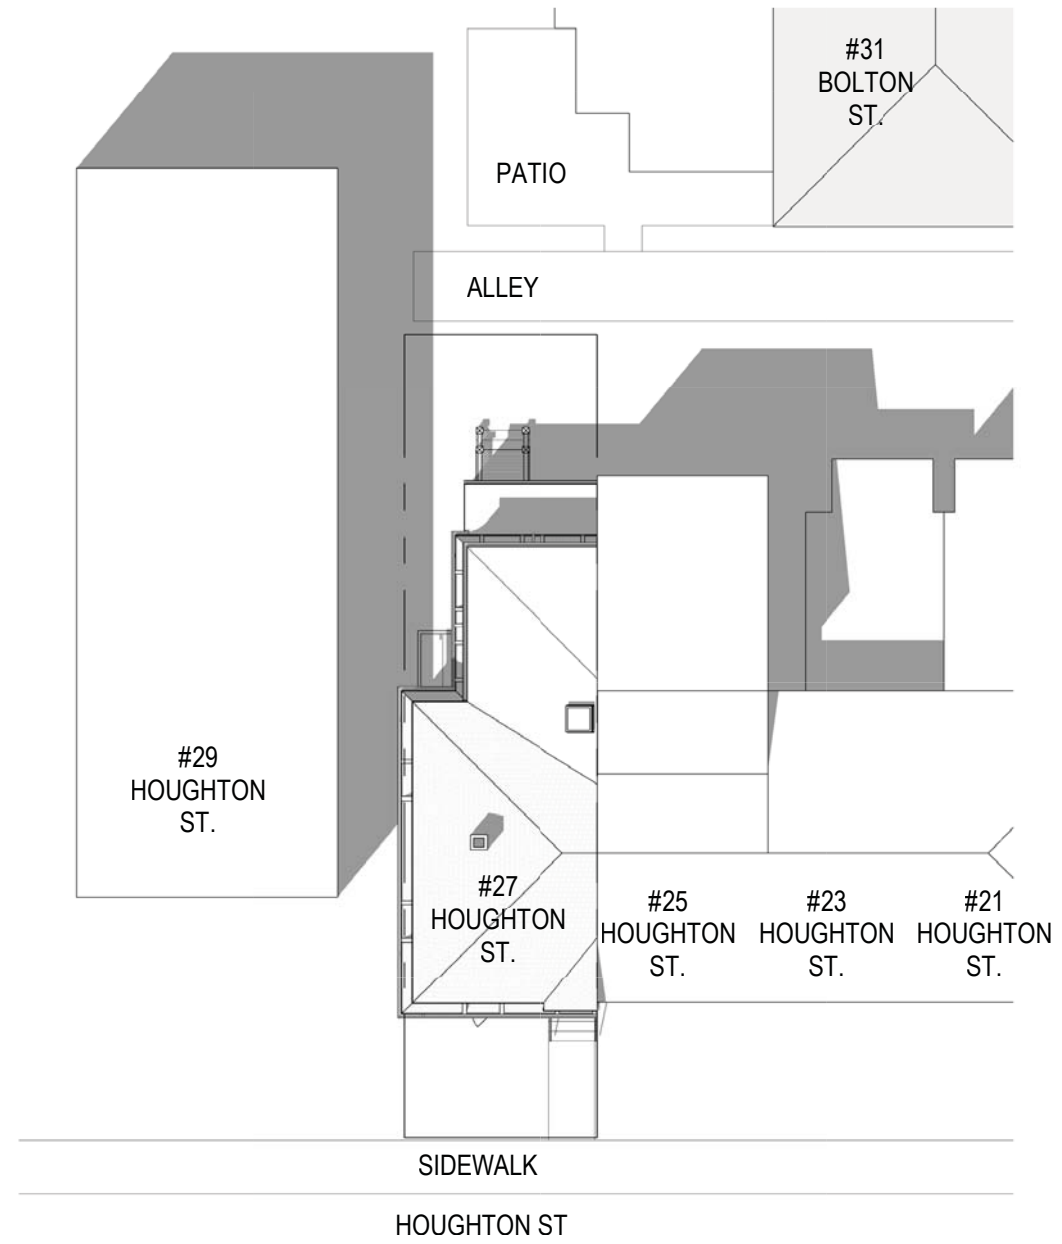 #31
BOLTON
ST.
PATIO
ALLEY
#29
HOUGHTON
ST.
#27
HOUGHTON
ST.
#25
HOUGHTON
ST.
#23
HOUGHTON
ST.
#21
HOUGHTON
ST.
SIDEWALK
HOUGHTON ST